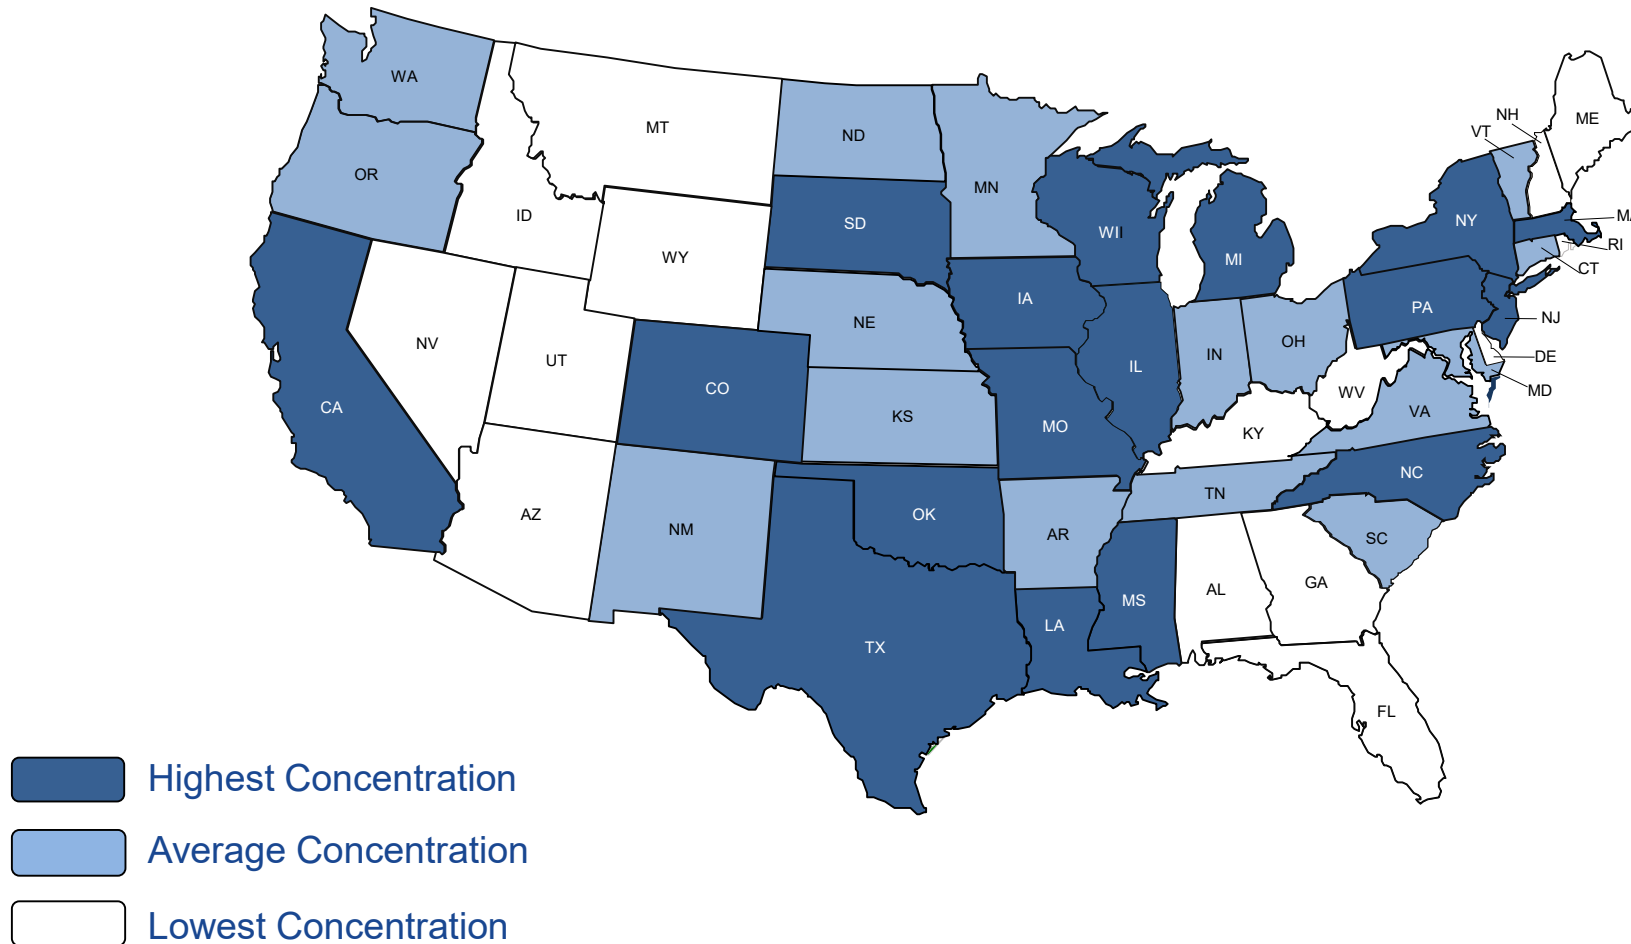 WA
MT
ND
MN
OR
ID
SD
WY
WII
MI
NH
VT
ME
NY
MA
RI
CT
IA
PA
NE
NV
UT
NJ
IN
OH
IL
DE
MD
CO
CA
KS
WV
VA
MO
KY
NC
TN
AZ
NM
OK
AR
SC
MS
AL
GA
LA
TX
FL
Highest Concentration
Average Concentration
Lowest Concentration